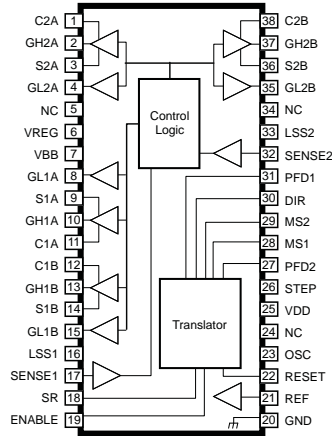 C2A 1
GH2A 2
S2A 3
GL2A 4
NC 5
VREG 6
VBB 7
GL1A 8
S1A 9
GH1A 10
C1A 11
C1B 12
GH1B 13
S1B 14
GL1B 15
LSS1 16
SENSE1 17
SR 18
ENABLE 19
Control
Logic
Translator
38 C2B
37 GH2B
36 S2B
35 GL2B
34 NC
33 LSS2
32 SENSE2
31 PFD1
30 DIR
29 MS2
28 MS1
27 PFD2
26 STEP
25 VDD
24 NC
23 OSC
22 RESET
21 REF
20 GND